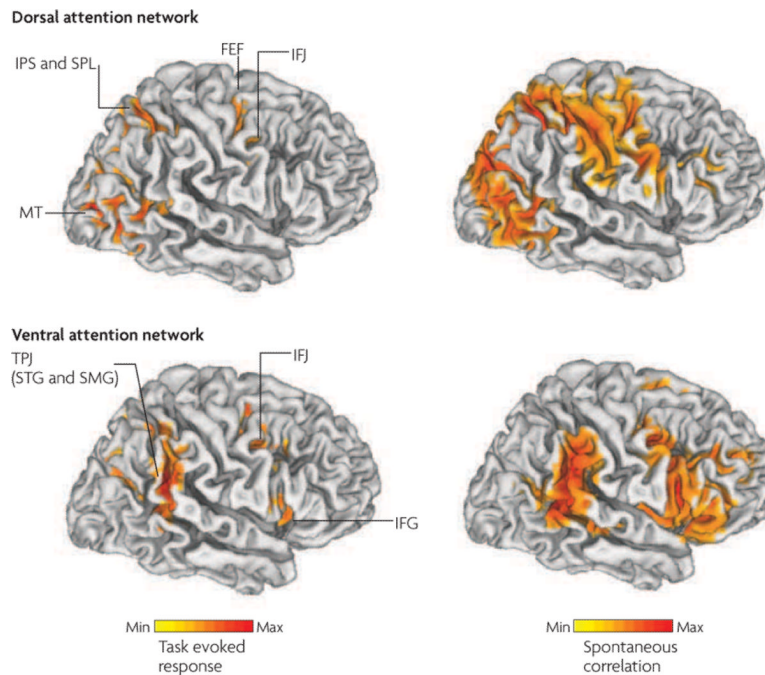 Dorsal attention network
FEF
IFJ
IPS and SPL
MT
Ventral attention network
TPJ
(STG and SMG)
IFJ
IFG
Min Max
Task evoked
response
Min Max
Spontaneous
correlation